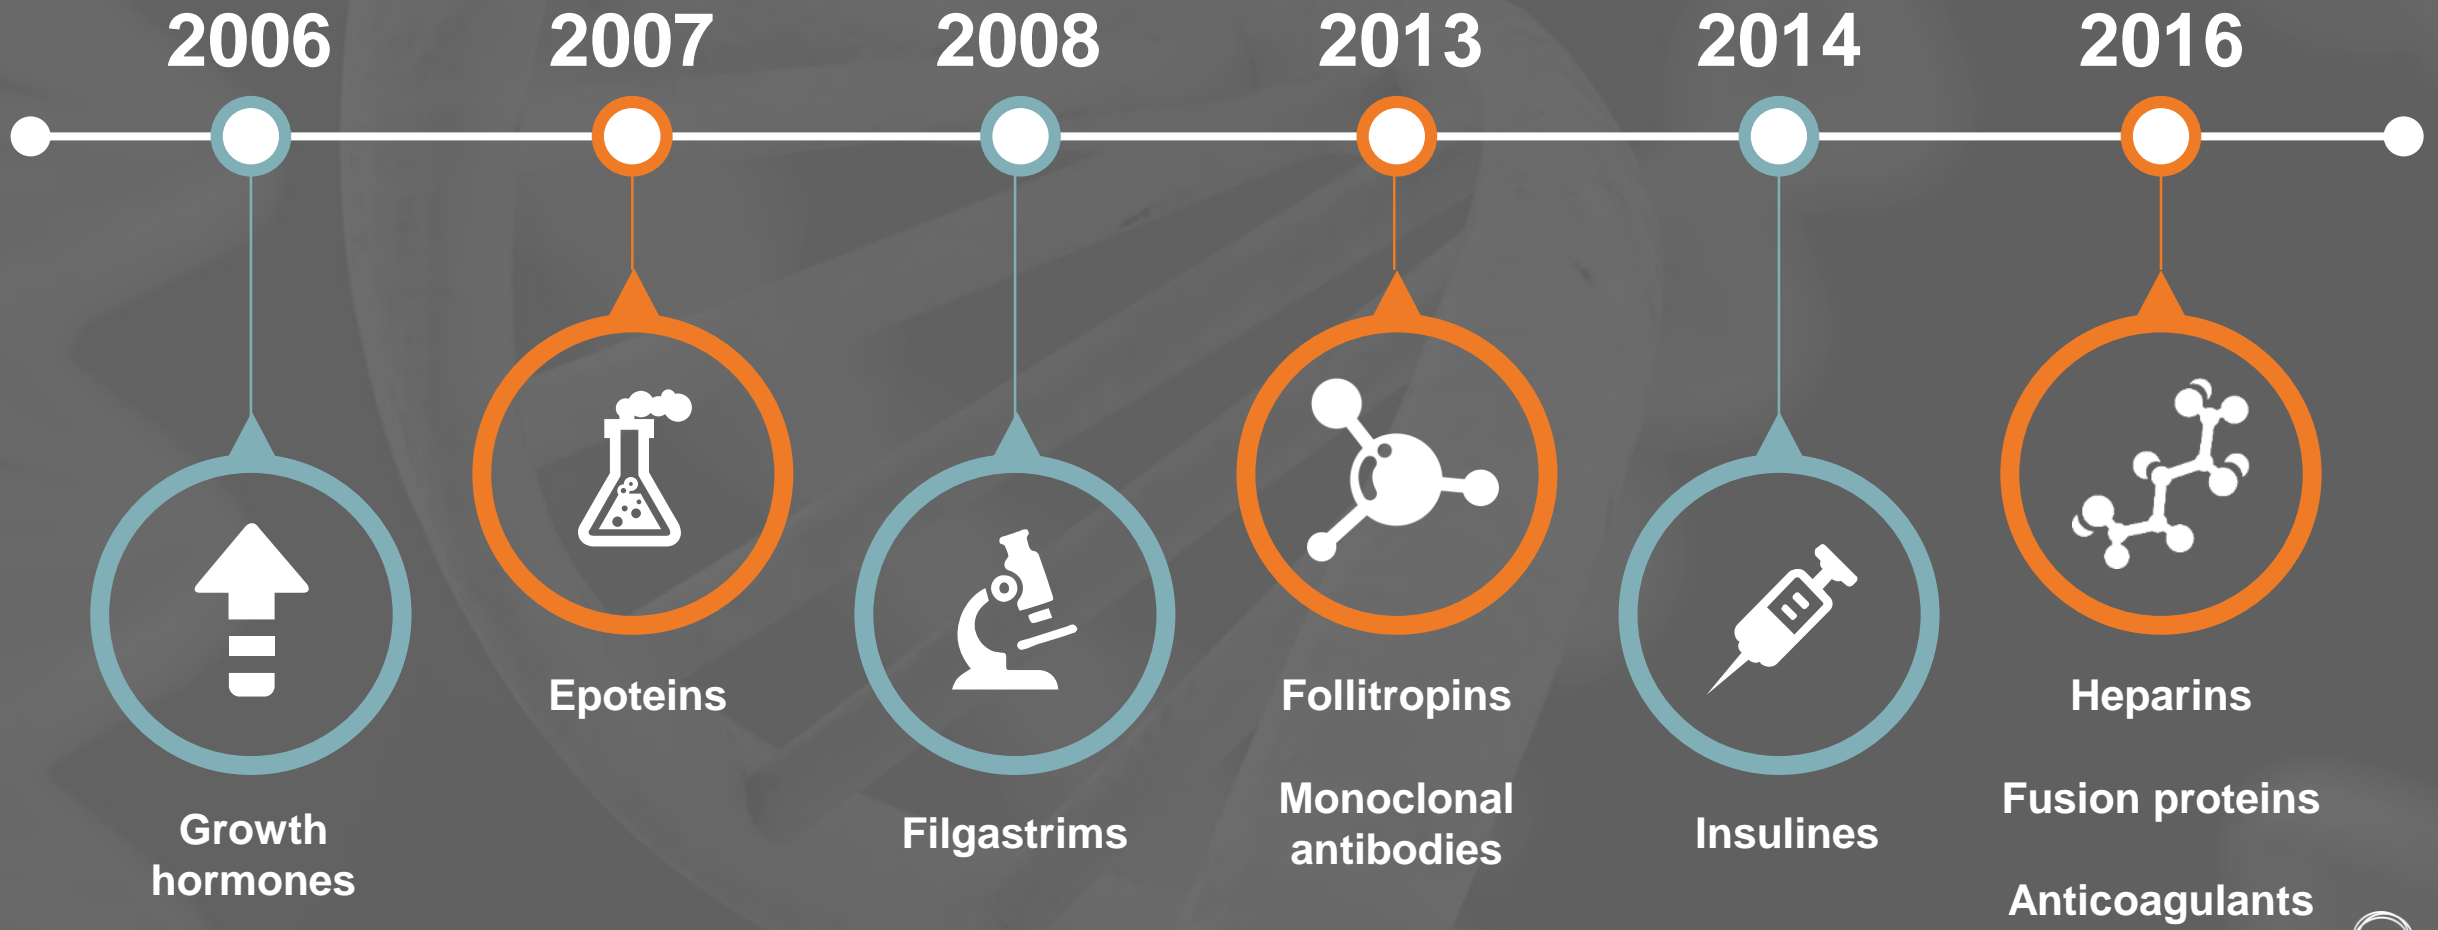 2006
2007
2008
2013
2014
2016
Growth
hormones
Epoteins
Filgastrims
Follitropins
Monoclonal
antibodies
Insulines
Heparins
Fusion proteins
Anticoagulants